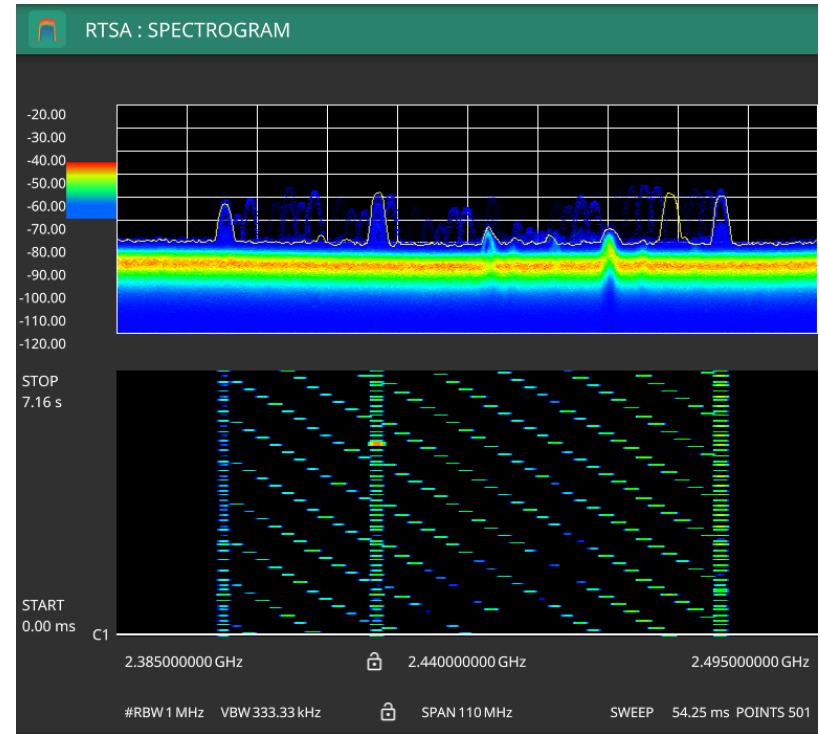 RTSA : SPECTROGRAM
-20.00
-30.00
-40.00
-50.00
-60.00
-70.00
-80.00
-90.00
-100.00
-110.00
-120.00
STOP
7.16 s
START
0.00 ms
C1
2.385000000 GHz 2.440000000 GHz 2.495000000 GHz
#RBW 1 MHz VBW 333.33 kHz SPAN 110 MHz SWEEP 54.25 ms POINTS 501